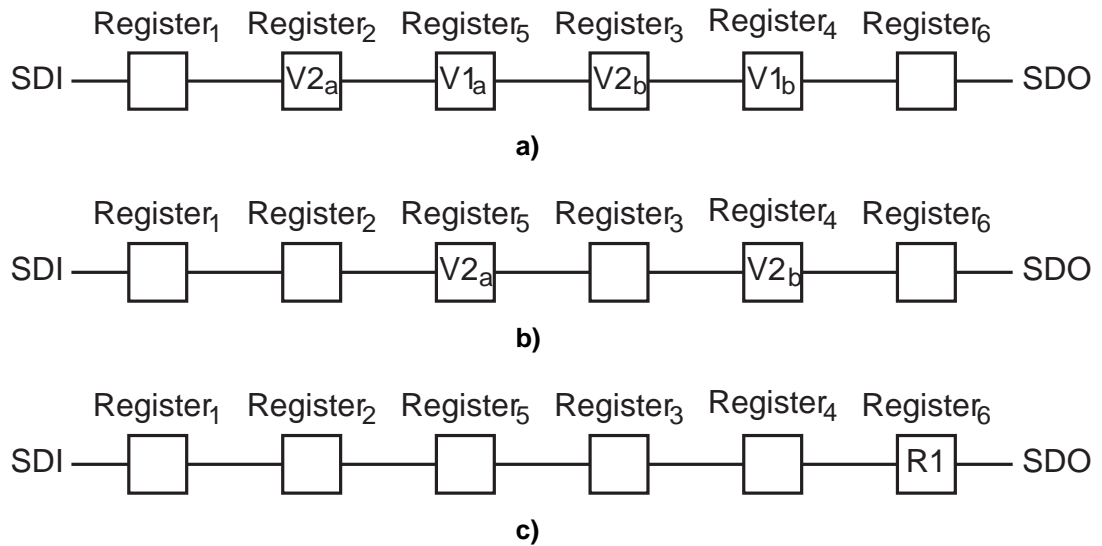 Register₁ Register₂ Register₅ Register₃ Register₄ Register₆
SDI V2ₐ V1ₐ V2b V1b SDO
a)
Register₁ Register₂ Register₅ Register₃ Register₄ Register₆
SDI V2ₐ V2b SDO
b)
Register₁ Register₂ Register₅ Register₃ Register₄ Register₆
SDI R1 SDO
c)